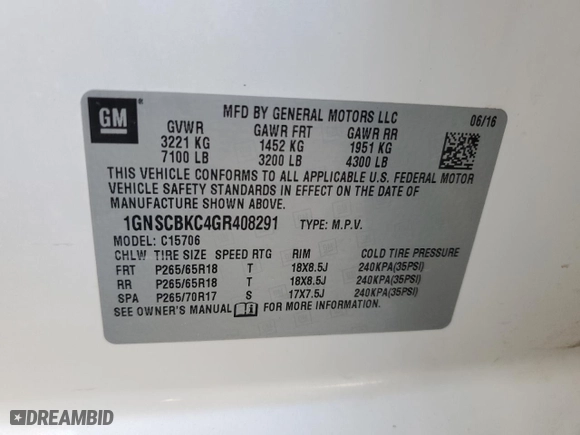 GM
MFD BY GENERAL MOTORS LLC 06/16
GVWR GAWR FRT GAWR RR
3221 KG 1452 KG 1951 KG
7100 LB 3200 LB 4300 LB
THIS VEHICLE CONFORMS TO ALL APPLICABLE U.S. FEDERAL MOTOR
VEHICLE SAFETY STANDARDS IN EFFECT ON THE DATE OF
MANUFACTURE SHOWN ABOVE.
1GNSCBKC4GR408291 TYPE: M.P.V.
MODEL: C15706
CHLW TIRE SIZE SPEED RTG RIM COLD TIRE PRESSURE
FRT P265/65R18 T 18X8.5J 240KPA(35PSI)
RR P265/65R18 T 18X8.5J 240KPA(35PSI)
SPA P265/70R17 S 17X7.5J 240KPA(35PSI)
SEE OWNER'S MANUAL FOR MORE INFORMATION.
DREAMBID